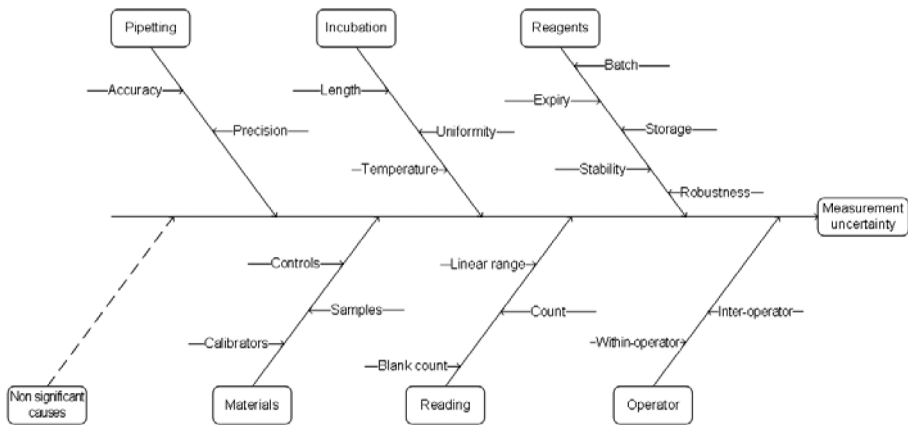 Pipetting
Incubation
Reagents
Batch
Accuracy
Length
Expiry
Precision
Uniformity
Storage
Temperature
Stability
Robustness
Measurement
uncertainty
Controls
Linear range
Samples
Count
Inter-operator
Calibrators
Within-operator
Blank count
Non significant
causes
Materials
Reading
Operator